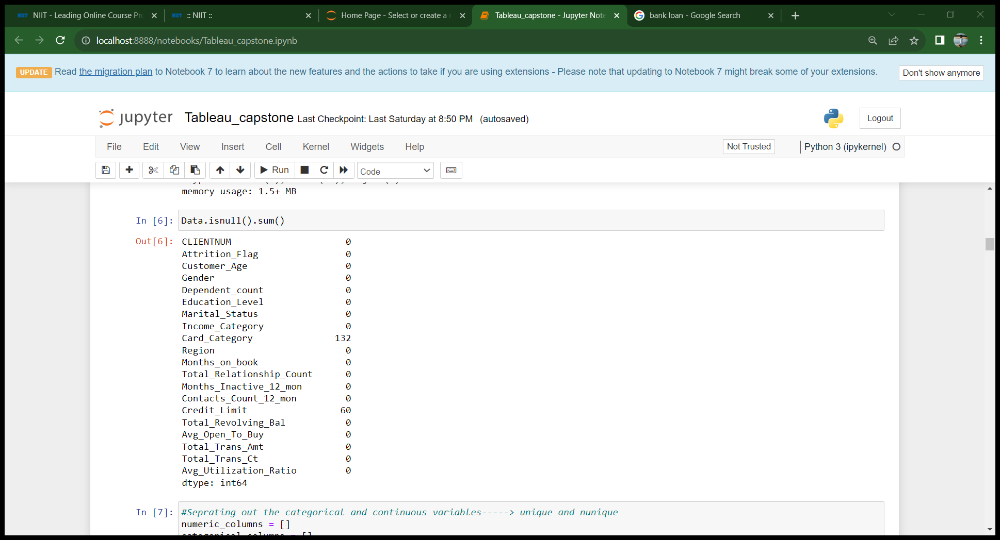 NIIT NIIT - Leading Online Course Pr
NIIT :: NIIT ::
Home Page - Select or create a
Tableau_capstone - Jupyter Note
G bank loan - Google Search
localhost:8888/notebooks/Tableau_capstone.ipynb
UPDATE Read the migration plan to Notebook 7 to learn about the new features and the actions to take if you are using extensions - Please note that updating to Notebook 7 might break some of your extensions.
Don't show anymore
jupyter Tableau_capstone Last Checkpoint: Last Saturday at 8:50 PM (autosaved)
Logout
File Edit View Insert Cell Kernel Widgets Help
Not Trusted
Python 3 (ipykernel)
Run
Code
memory usage: 1.5+ MB
In [6]: Data.isnull().sum()
Out[6]: CLIENTNUM 0
Attrition_Flag 0
Customer_Age 0
Gender 0
Dependent_count 0
Education_Level 0
Marital_Status 0
Income_Category 0
Card_Category 132
Region 0
Months_on_book 0
Total_Relationship_Count 0
Months_Inactive_12_mon 0
Contacts_Count_12_mon 0
Credit_Limit 60
Total_Revolving_Bal 0
Avg_Open_To_Buy 0
Total_Trans_Amt 0
Total_Trans_Ct 0
Avg_Utilization_Ratio 0
dtype: int64
In [7]: #Seprating out the categorical and continuous variables-----> unique and nunique
numeric_columns = []
categorical_columns = []